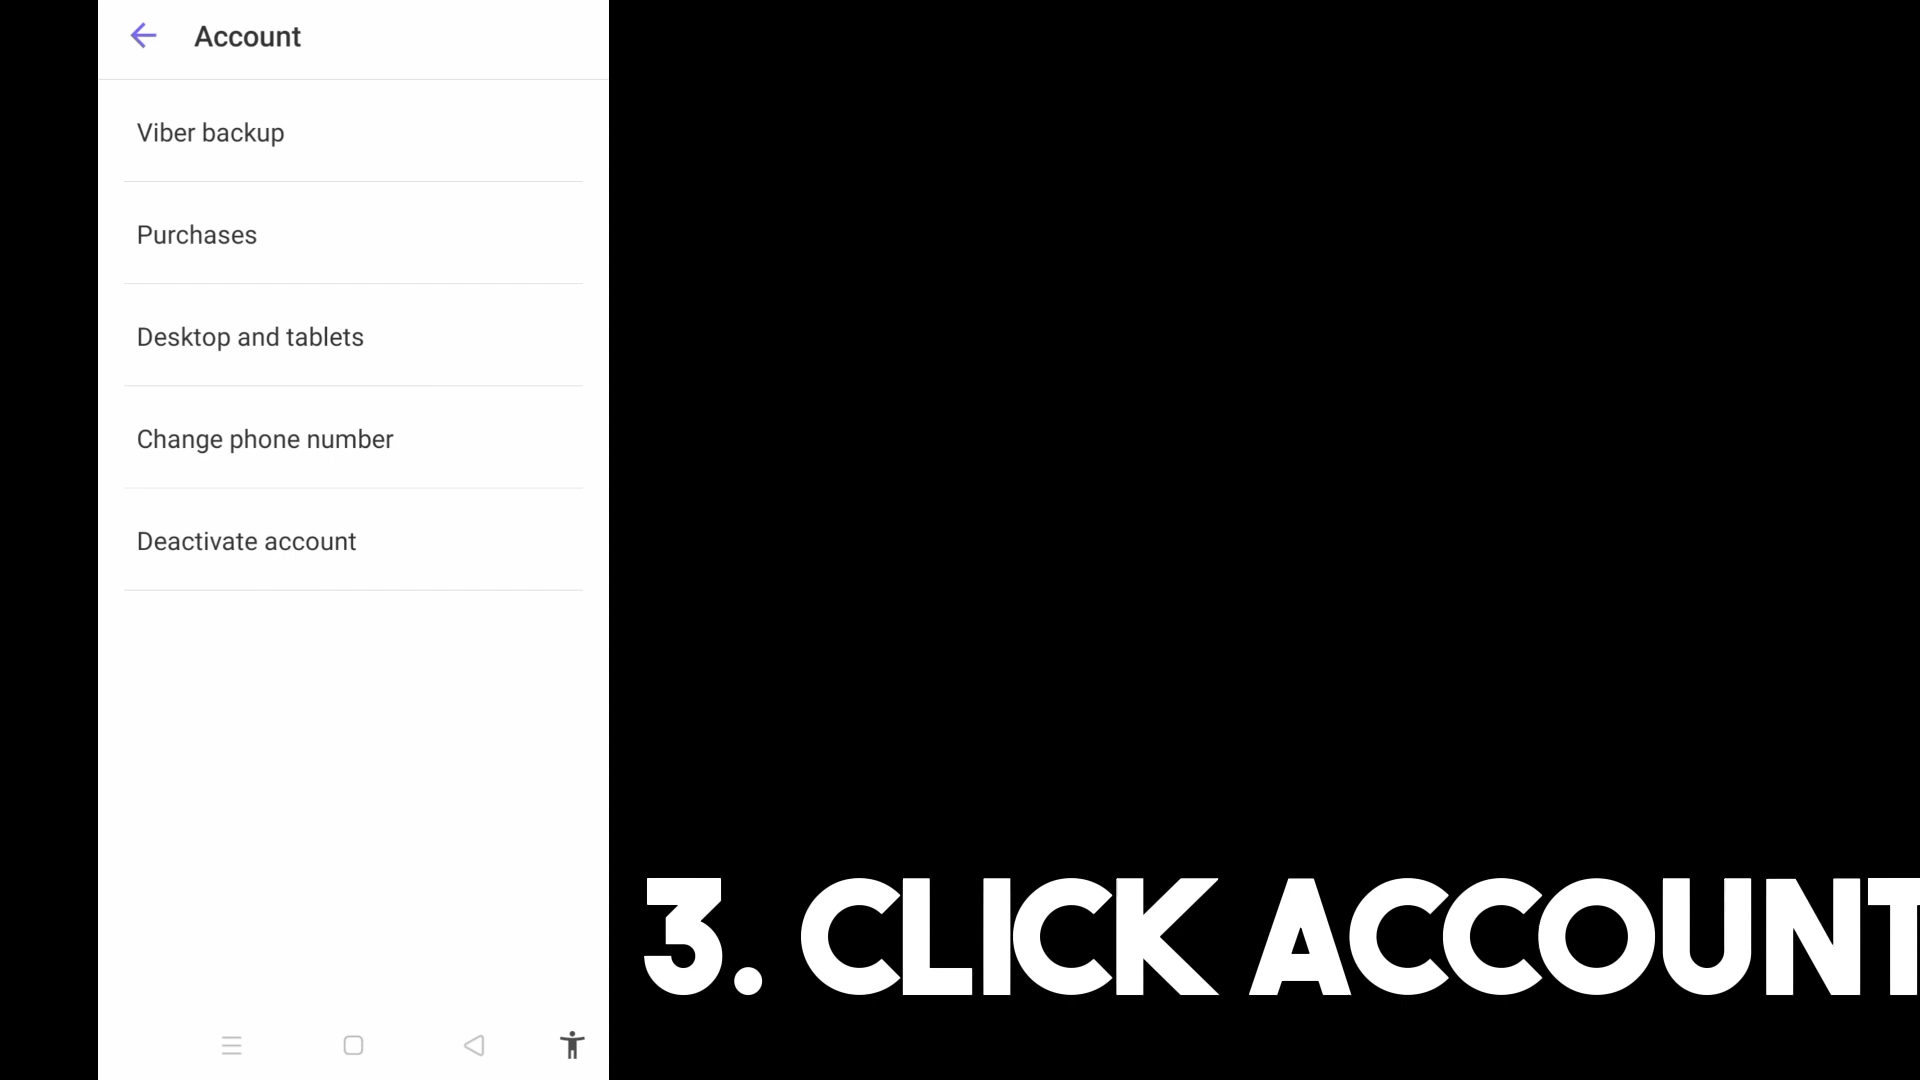 Account
Viber backup
Purchases
Desktop and tablets
Change phone number
Deactivate account
3. CLICK ACCOUNT